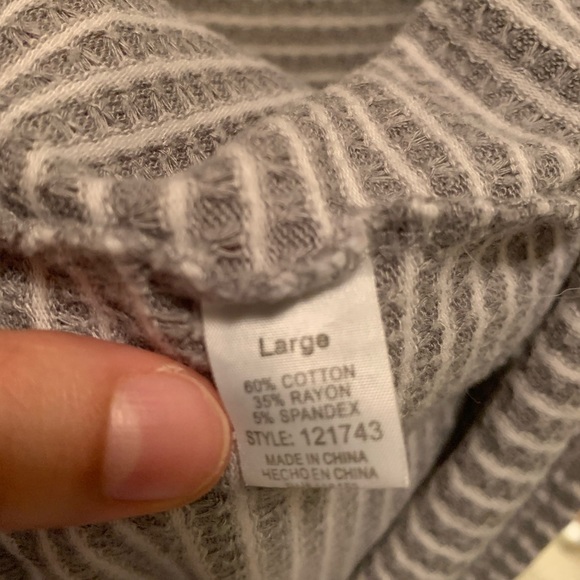 Large
60% COTTON
35% RAYON
5% SPANDEX
STYLE: 121743
MADE IN CHINA
HECHO EN CHINA